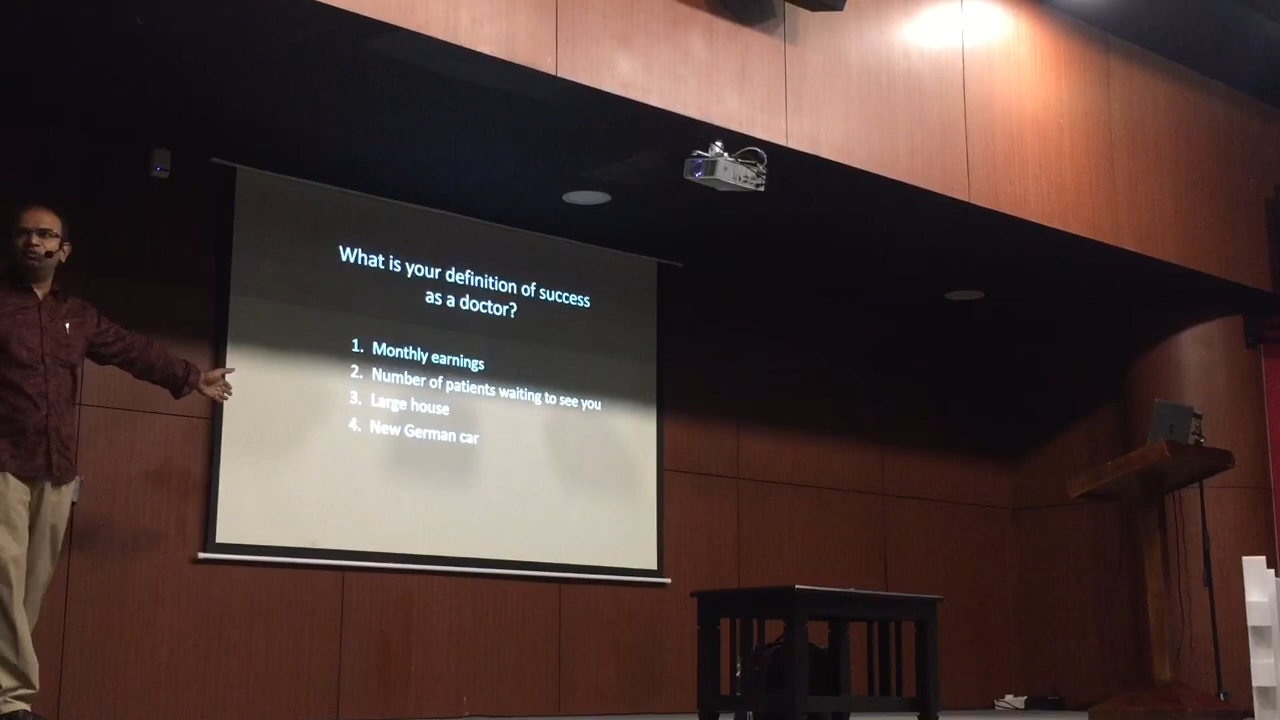 What is your definition of success
as a doctor?
1. Monthly earnings
2. Number of patients waiting to see you
3. Large house
4. New German car